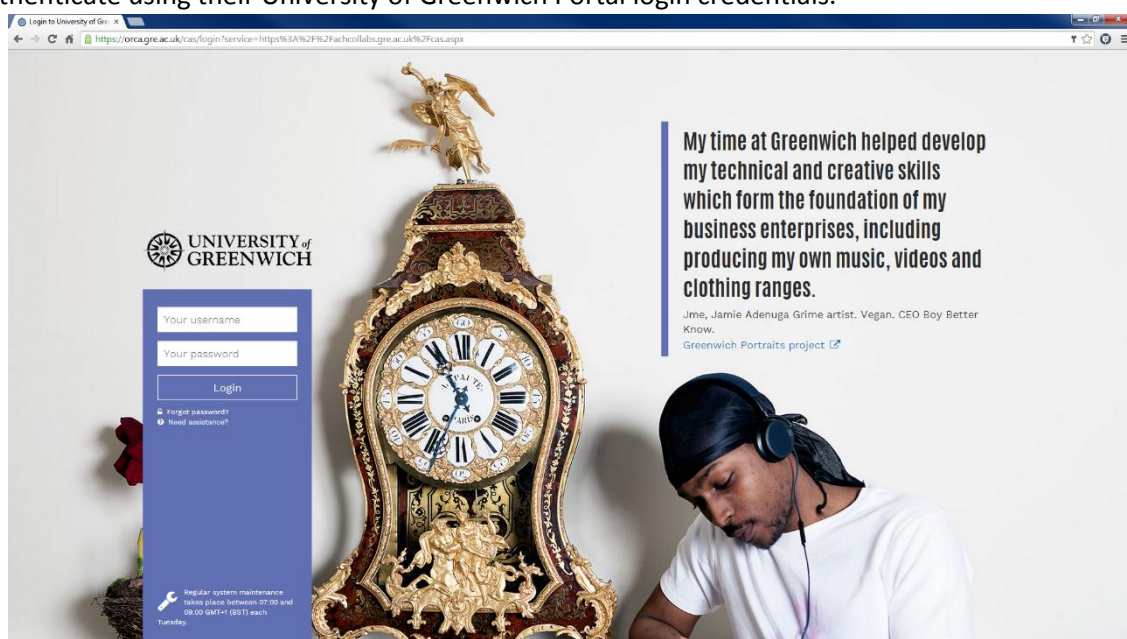 thenticate using their University of Greenwich Portal login credentials.
Login to University of Gre
https://orca.gre.ac.uk/cas/login?service=https%3A%2F%2Fachcollabs.gre.ac.uk%2Fcas.aspx
My time at Greenwich helped develop
my technical and creative skills
which form the foundation of my
business enterprises, including
producing my own music, videos and
clothing ranges.
Jme, Jamie Adenuga Grime artist. Vegan. CEO Boy Better
Know.
Greenwich Portraits project
UNIVERSITY of
GREENWICH
Your username
Your password
Login
Forgot password?
Need assistance?
LEPAUTE
PARIS
Regular system maintenance
takes place between 07:00 and
09:00 GMT+1 (BST) each
Tuesday.